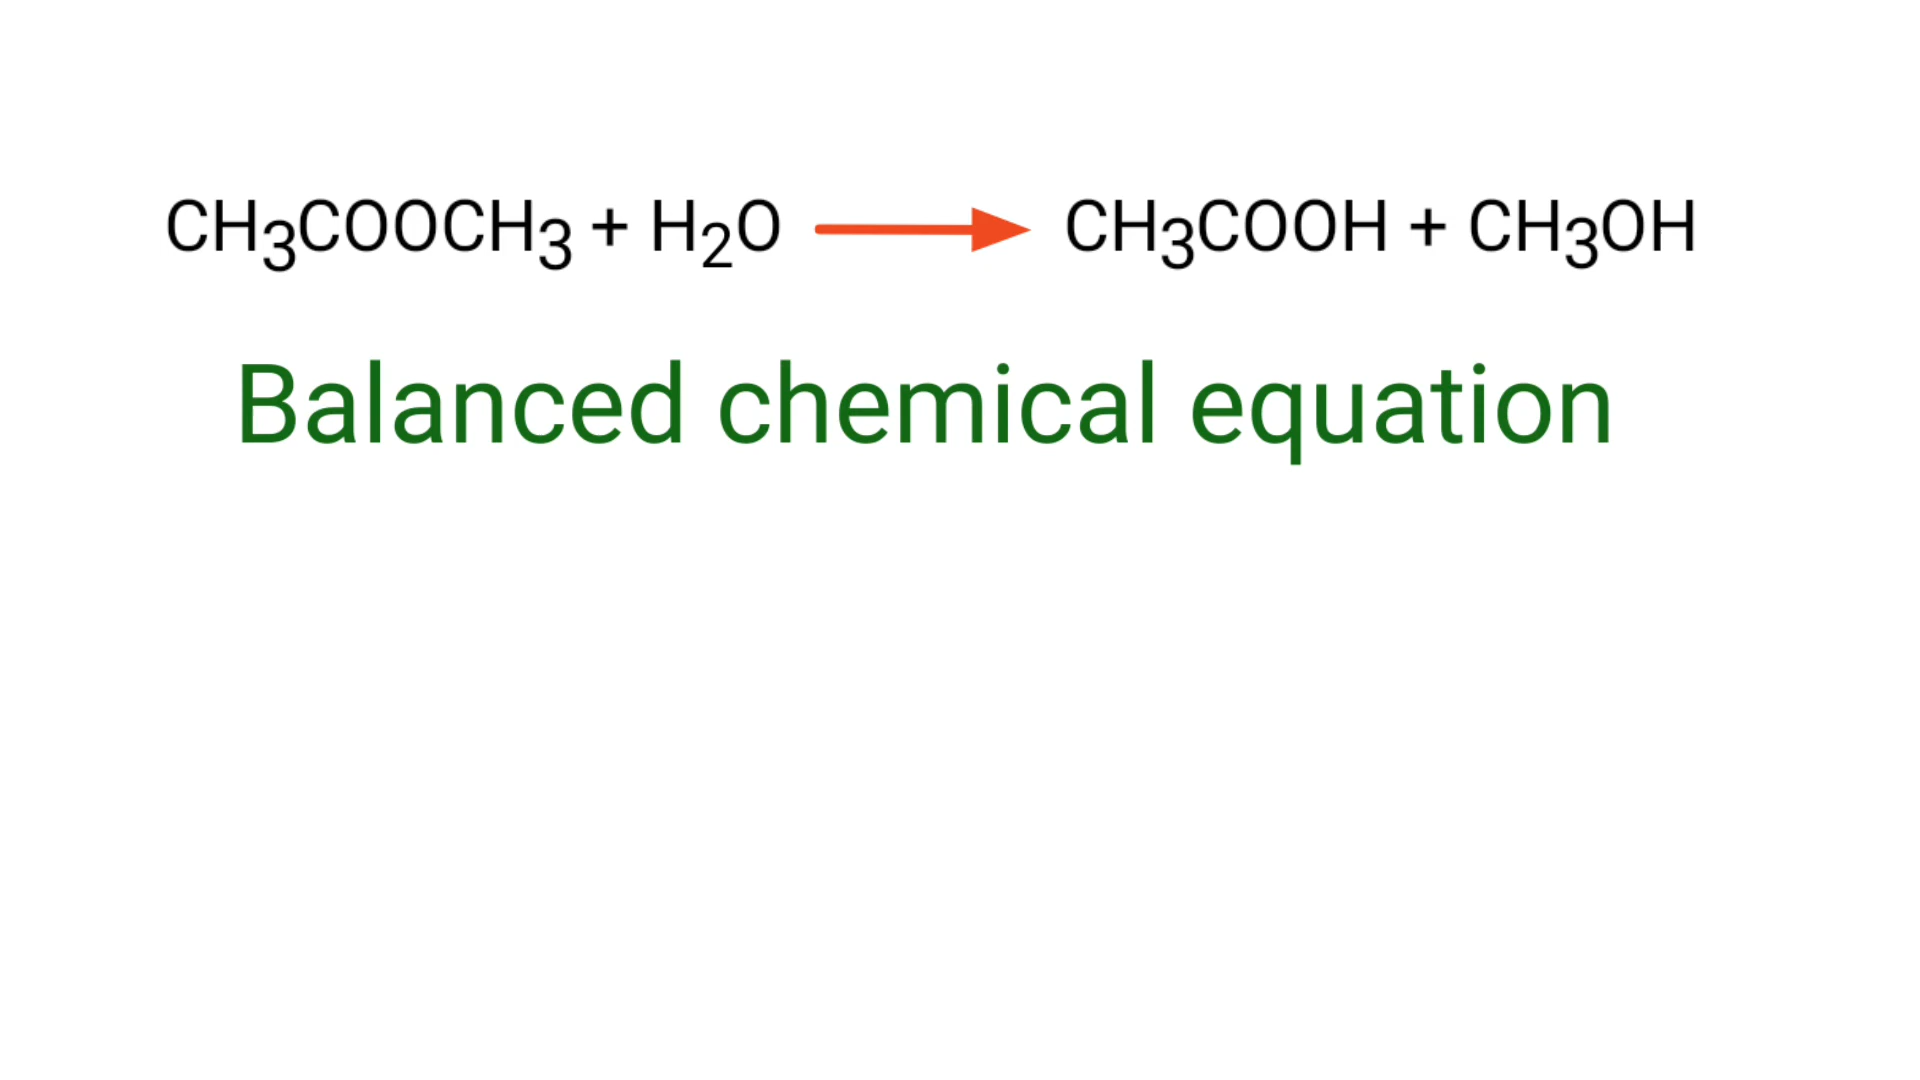 CH₃COOCH₃ + H₂O → CH₃COOH + CH₃OH
Balanced chemical equation